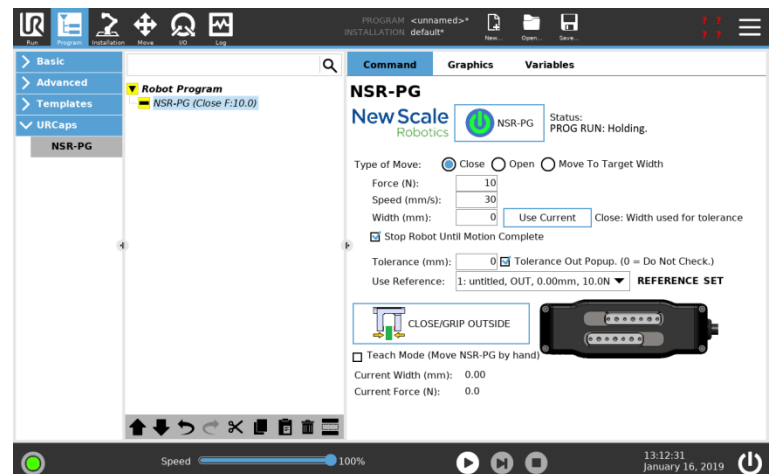 PROGRAM <unnamed>*
INSTALLATION default*
Run
Program
Installation
Move
I/O
Log
New...
Open...
Save...
? ?
? ?
Basic
Advanced
Templates
URCaps
NSR-PG
Robot Program
NSR-PG (Close F:10.0)
Command Graphics Variables
NSR-PG
New Scale
Robotics
NSR-PG
Status:
PROG RUN: Holding.
Type of Move: Close Open Move To Target Width
Force (N): 10
Speed (mm/s): 30
Width (mm): 0 Use Current Close: Width used for tolerance
Stop Robot Until Motion Complete
Tolerance (mm): 0 Tolerance Out Popup. (0 = Do Not Check.)
Use Reference: 1: untitled, OUT, 0.00mm, 10.0N REFERENCE SET
CLOSE/GRIP OUTSIDE
Teach Mode (Move NSR-PG by hand)
Current Width (mm): 0.00
Current Force (N): 0.0
Speed 100%
13:12:31
January 16, 2019